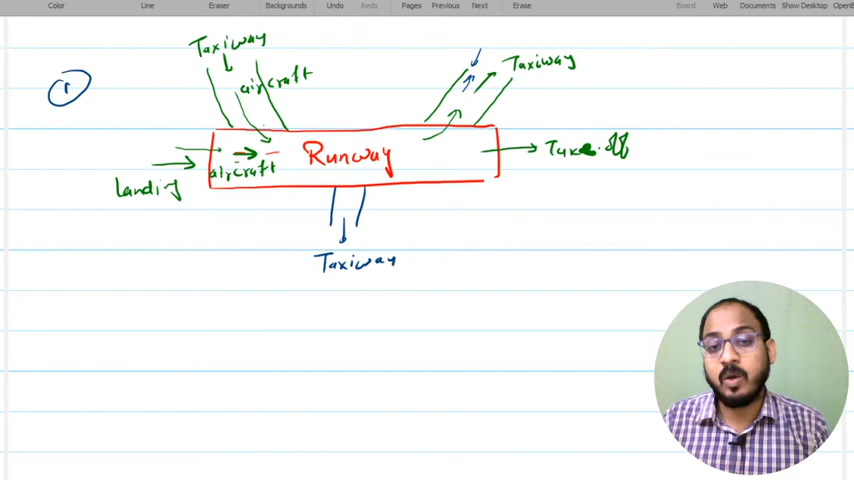 Color Line Eraser Backgrounds Undo Redo Pages Previous Next Erase Board Web Documents Show Desktop OpenB
1
Taxiway
aircraft
Taxiway
Runway
Take off
aircraft
Landing
Taxiway